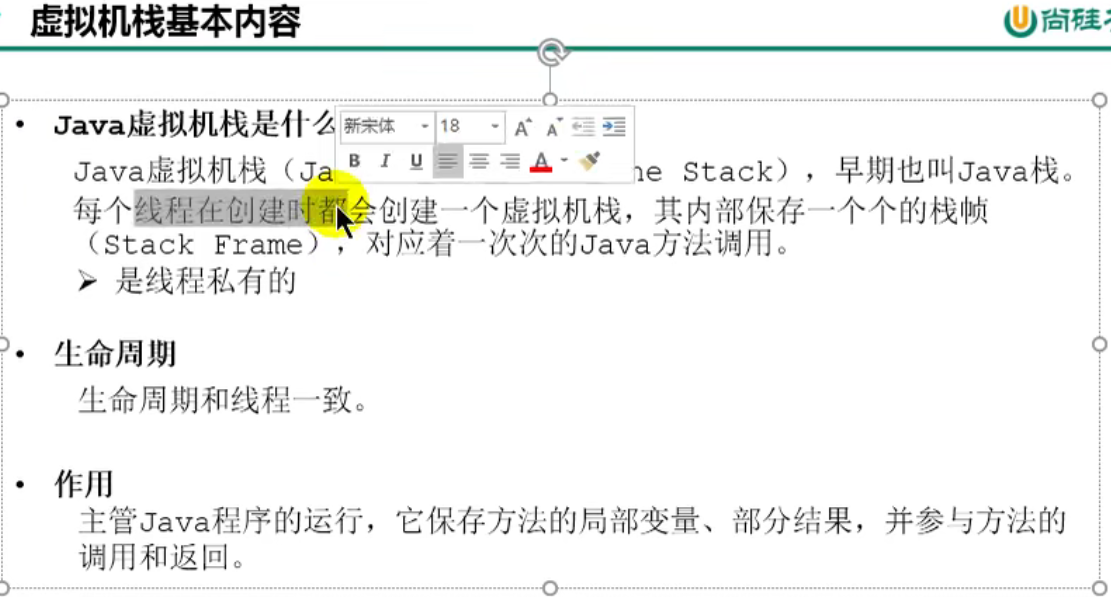 虚拟机栈基本内容
尚硅
• Java虚拟机栈是什么
新宋体 18
B I U A
Java虚拟机栈（Ja ne Stack），早期也叫Java栈。
每个线程在创建时都会创建一个虚拟机栈，其内部保存一个个的栈帧
（Stack Frame），对应着一次次的Java方法调用。
➢ 是线程私有的
• 生命周期
生命周期和线程一致。
• 作用
主管Java程序的运行，它保存方法的局部变量、部分结果，并参与方法的
调用和返回。